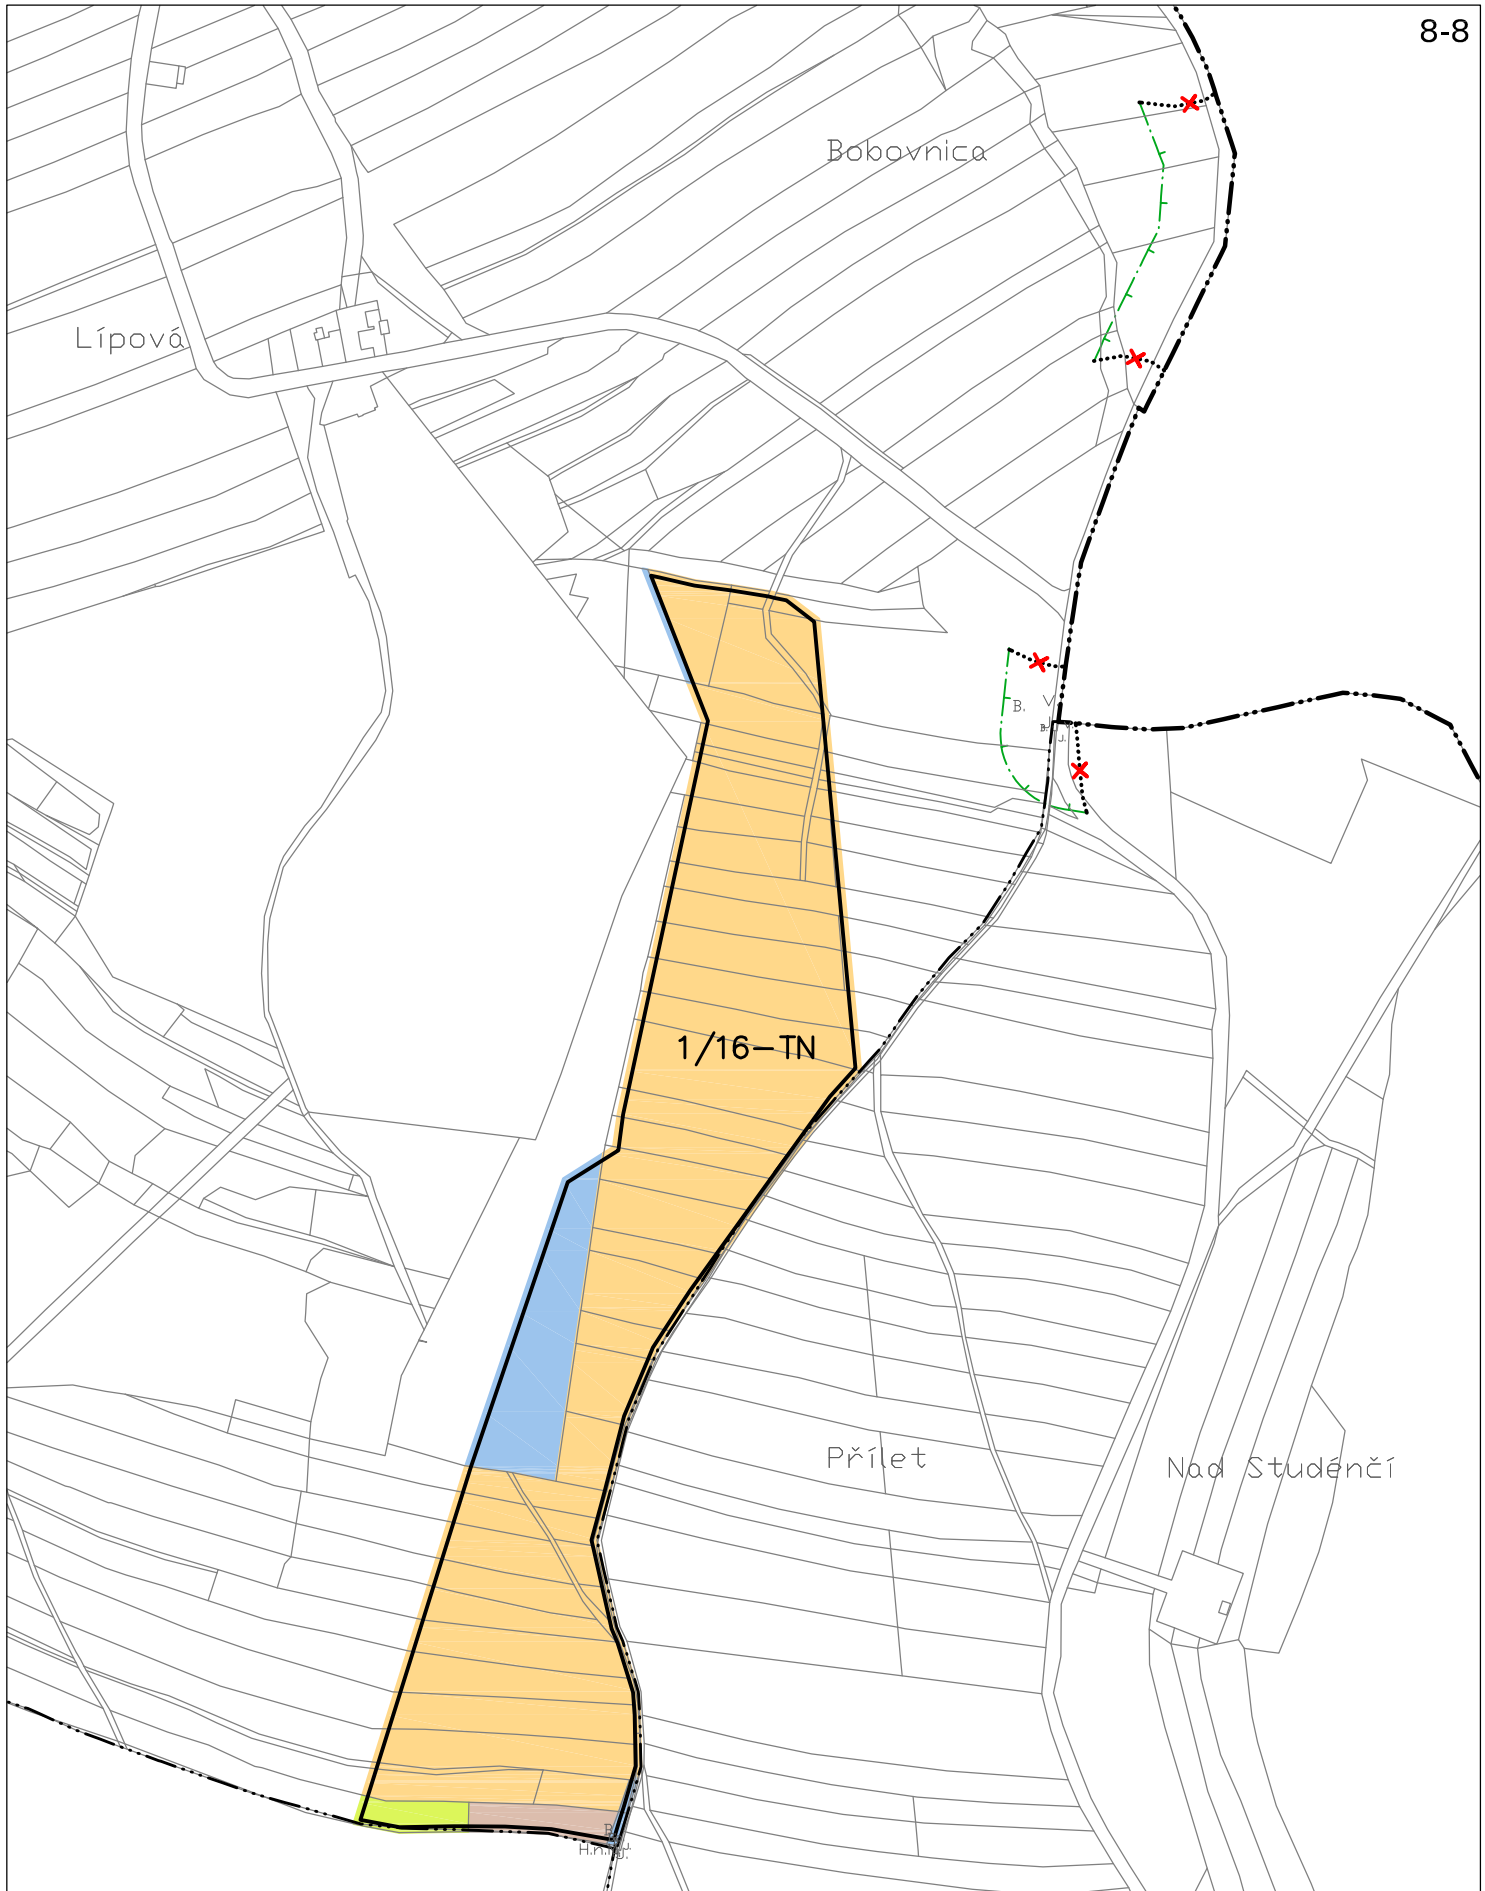 8-8
Bobovnica
Lípová
B.
B.
J.
1/16-TN
Přílet
Nad Studénčí
B.